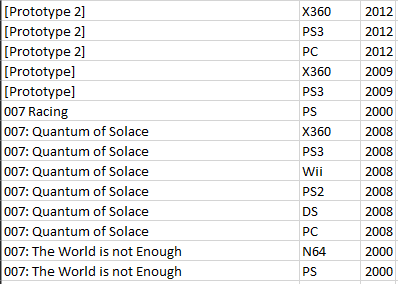 [Prototype 2] X360 2012
[Prototype 2] PS3 2012
[Prototype 2] PC 2012
[Prototype] X360 2009
[Prototype] PS3 2009
007 Racing PS 2000
007: Quantum of Solace X360 2008
007: Quantum of Solace PS3 2008
007: Quantum of Solace Wii 2008
007: Quantum of Solace PS2 2008
007: Quantum of Solace DS 2008
007: Quantum of Solace PC 2008
007: The World is not Enough N64 2000
007: The World is not Enough PS 2000